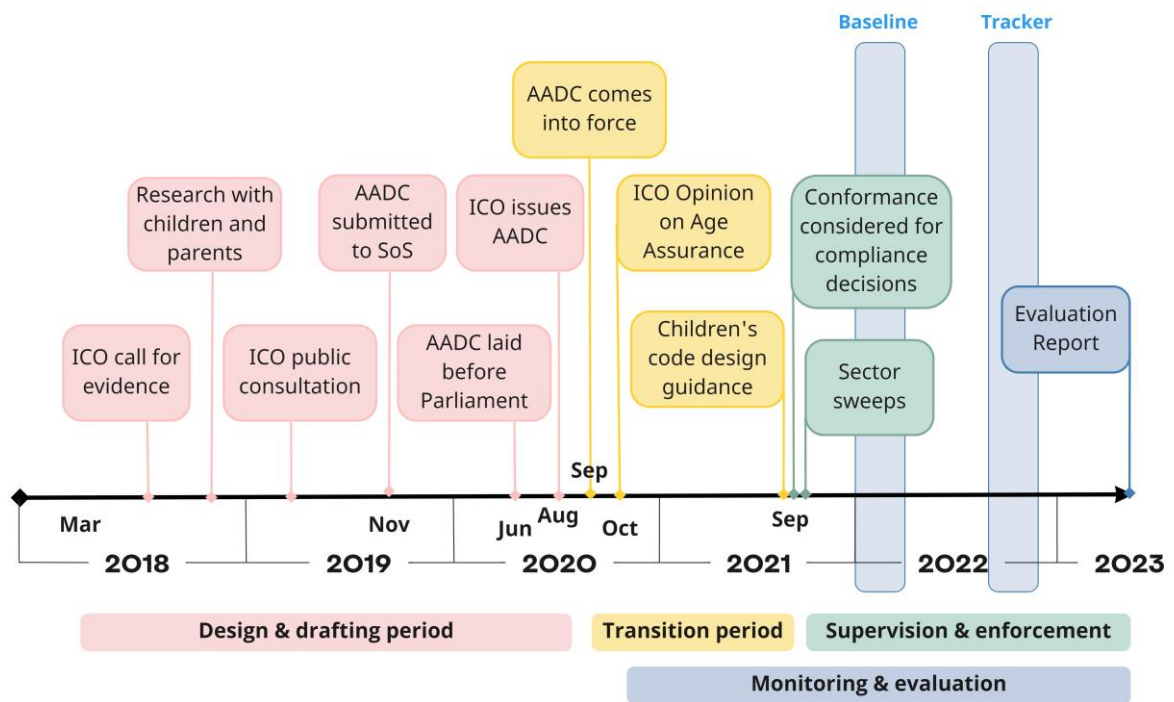 Baseline
Tracker
AADC comes
into force
Research with
children and
parents
AADC
submitted
to SoS
ICO issues
AADC
ICO Opinion
on Age
Assurance
Conformance
considered for
compliance
decisions
ICO call for
evidence
ICO public
consultation
AADC laid
before
Parliament
Children's
code design
guidance
Sector
sweeps
Evaluation
Report
Sep
Mar
Nov
Jun
Aug
Oct
Sep
2018
2019
2020
2021
2022
2023
Design & drafting period
Transition period
Supervision & enforcement
Monitoring & evaluation